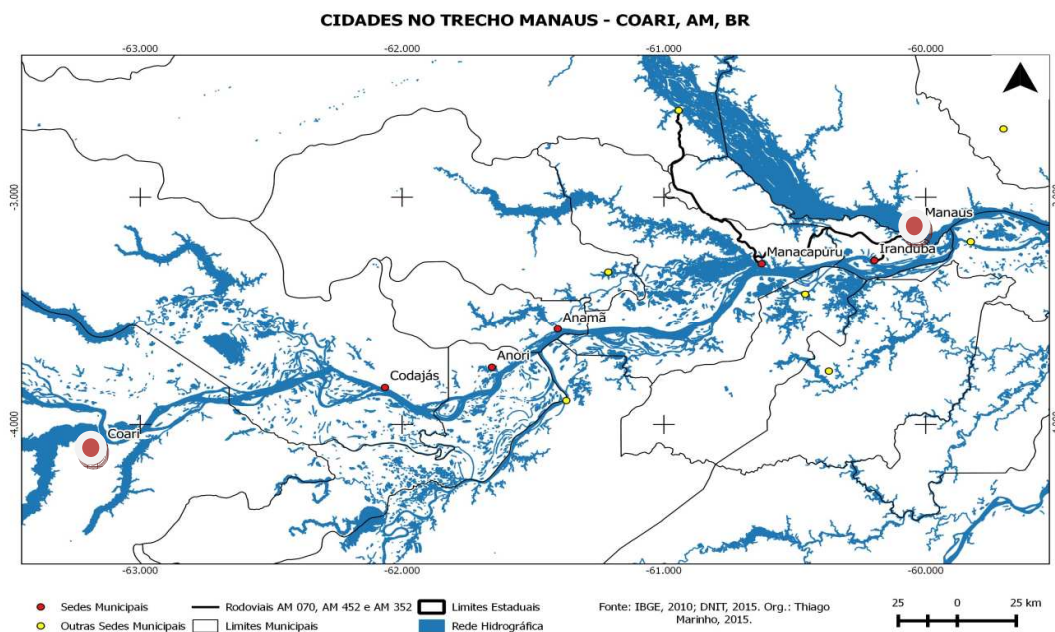 CIDADES NO TRECHO MANAUS - COARI, AM, BR
-63.000 -62.000 -61.000 -60.000
-3.000
-4.000
Manaus
Iranduba
Manacapuru
Anamã
Anori
Codajás
Coari
-63.000 -62.000 -61.000 -60.000
Sedes Municipais
Outras Sedes Municipais
Rodoviais AM 070, AM 452 e AM 352
Limites Municipais
Limites Estaduais
Rede Hidrográfica
Fonte: IBGE, 2010; DNIT, 2015. Org.: Thiago
Marinho, 2015.
25 0 25 km